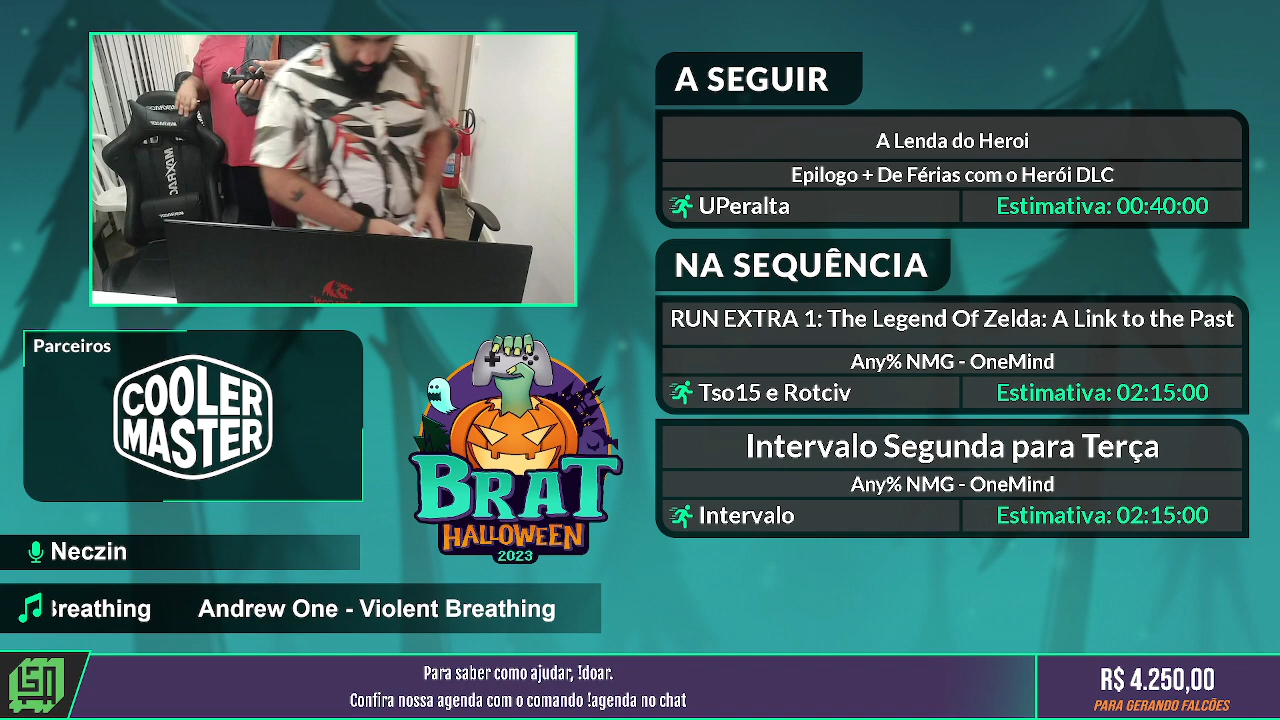 A SEGUIR
A Lenda do Heroi
Epilogo + De Férias com o Herói DLC
UPeralta
Estimativa: 00:40:00
NA SEQUÊNCIA
RUN EXTRA 1: The Legend Of Zelda: A Link to the Past
Any% NMG - OneMind
Tso15 e Rotciv
Estimativa: 02:15:00
Intervalo Segunda para Terça
Any% NMG - OneMind
Intervalo
Estimativa: 02:15:00
Parceiros
COOLER
MASTER
BRAT
HALLOWEEN
2023
Neczin
Breathing Andrew One - Violent Breathing
Para saber como ajudar, !doar.
Confira nossa agenda com o comando !agenda no chat
R$ 4.250,00
PARA GERANDO FALCÕES